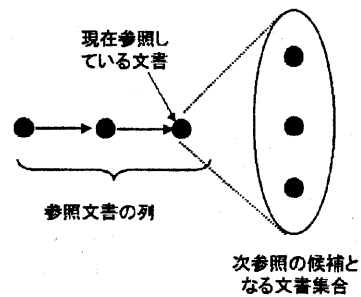 現在参照し
ている文書
参照文書の列
次参照の候補と
なる文書集合